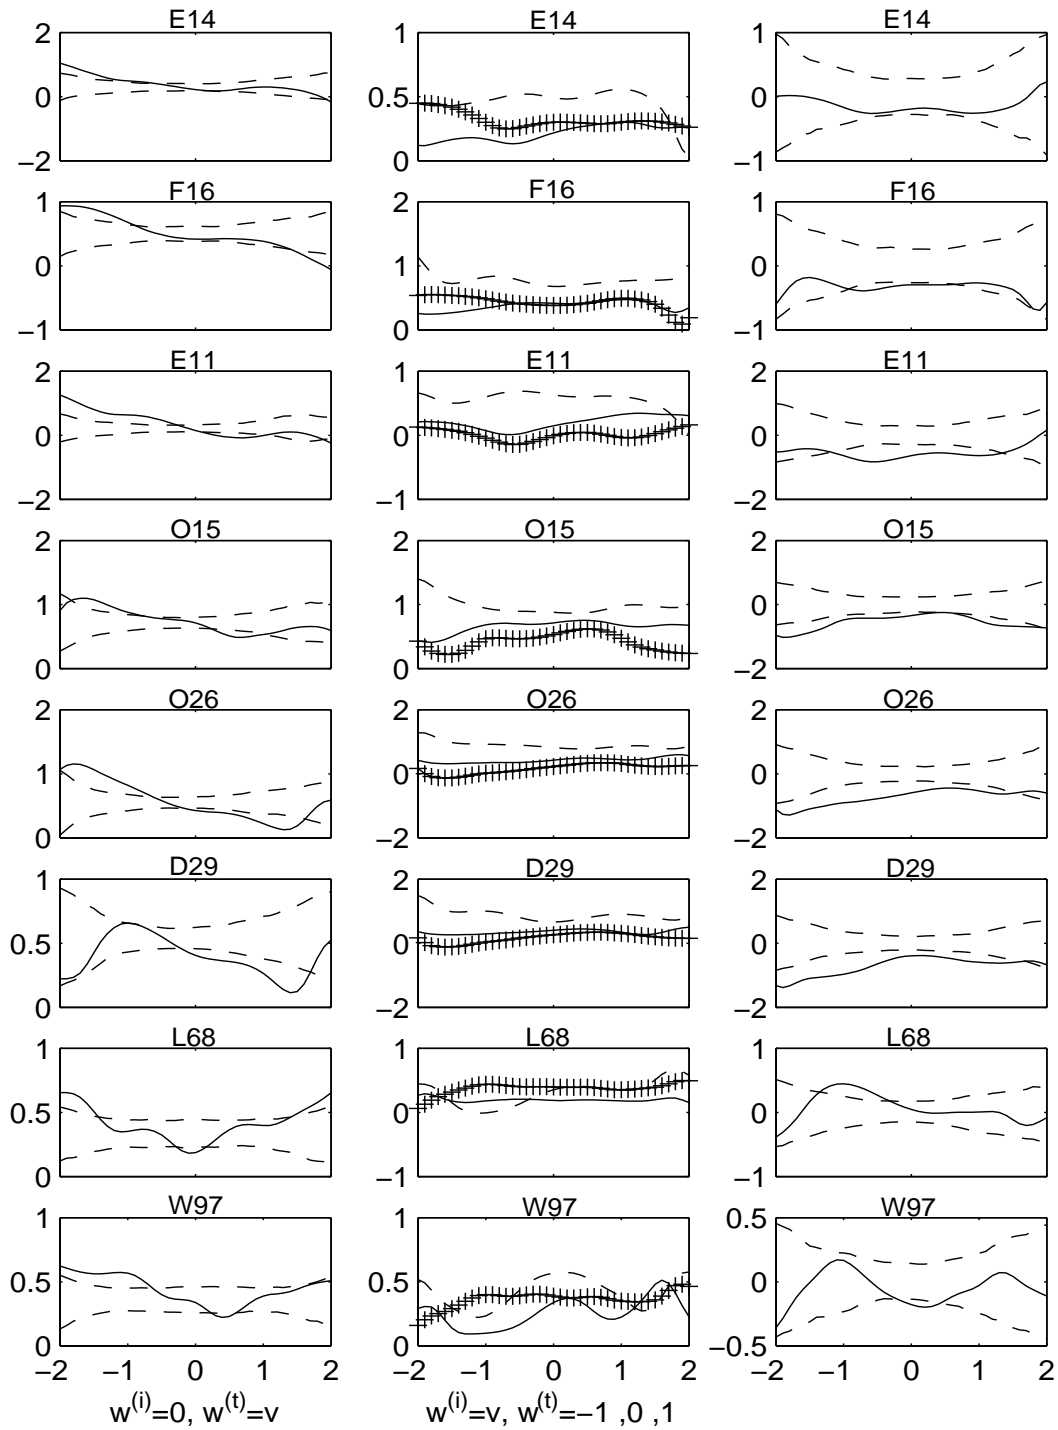 E14 E14 E14
2 1 1
0 0.5 0
−2 0 −1
F16 F16 F16
1 2 1
0 1 0
−1 0 −1
E11 E11 E11
2 1 2
0 0 0
−2 −1 −2
O15 O15 O15
2 2 2
1 1 0
0 0 −2
O26 O26 O26
2 2 2
1 0 0
0 −2 −2
D29 D29 D29
1 2 2
0.5 0 0
0 −2 −2
L68 L68 L68
1 1 1
0.5 0 0
0 −1 −1
W97 W97 W97
1 1 0.5
0.5 0.5 0
0 0 −0.5
−2 −1 0 1 2 −2 −1 0 1 2 −2 −1 0 1 2
w(i)=0, w(t)=v w(i)=v, w(t)=−1 ,0 ,1